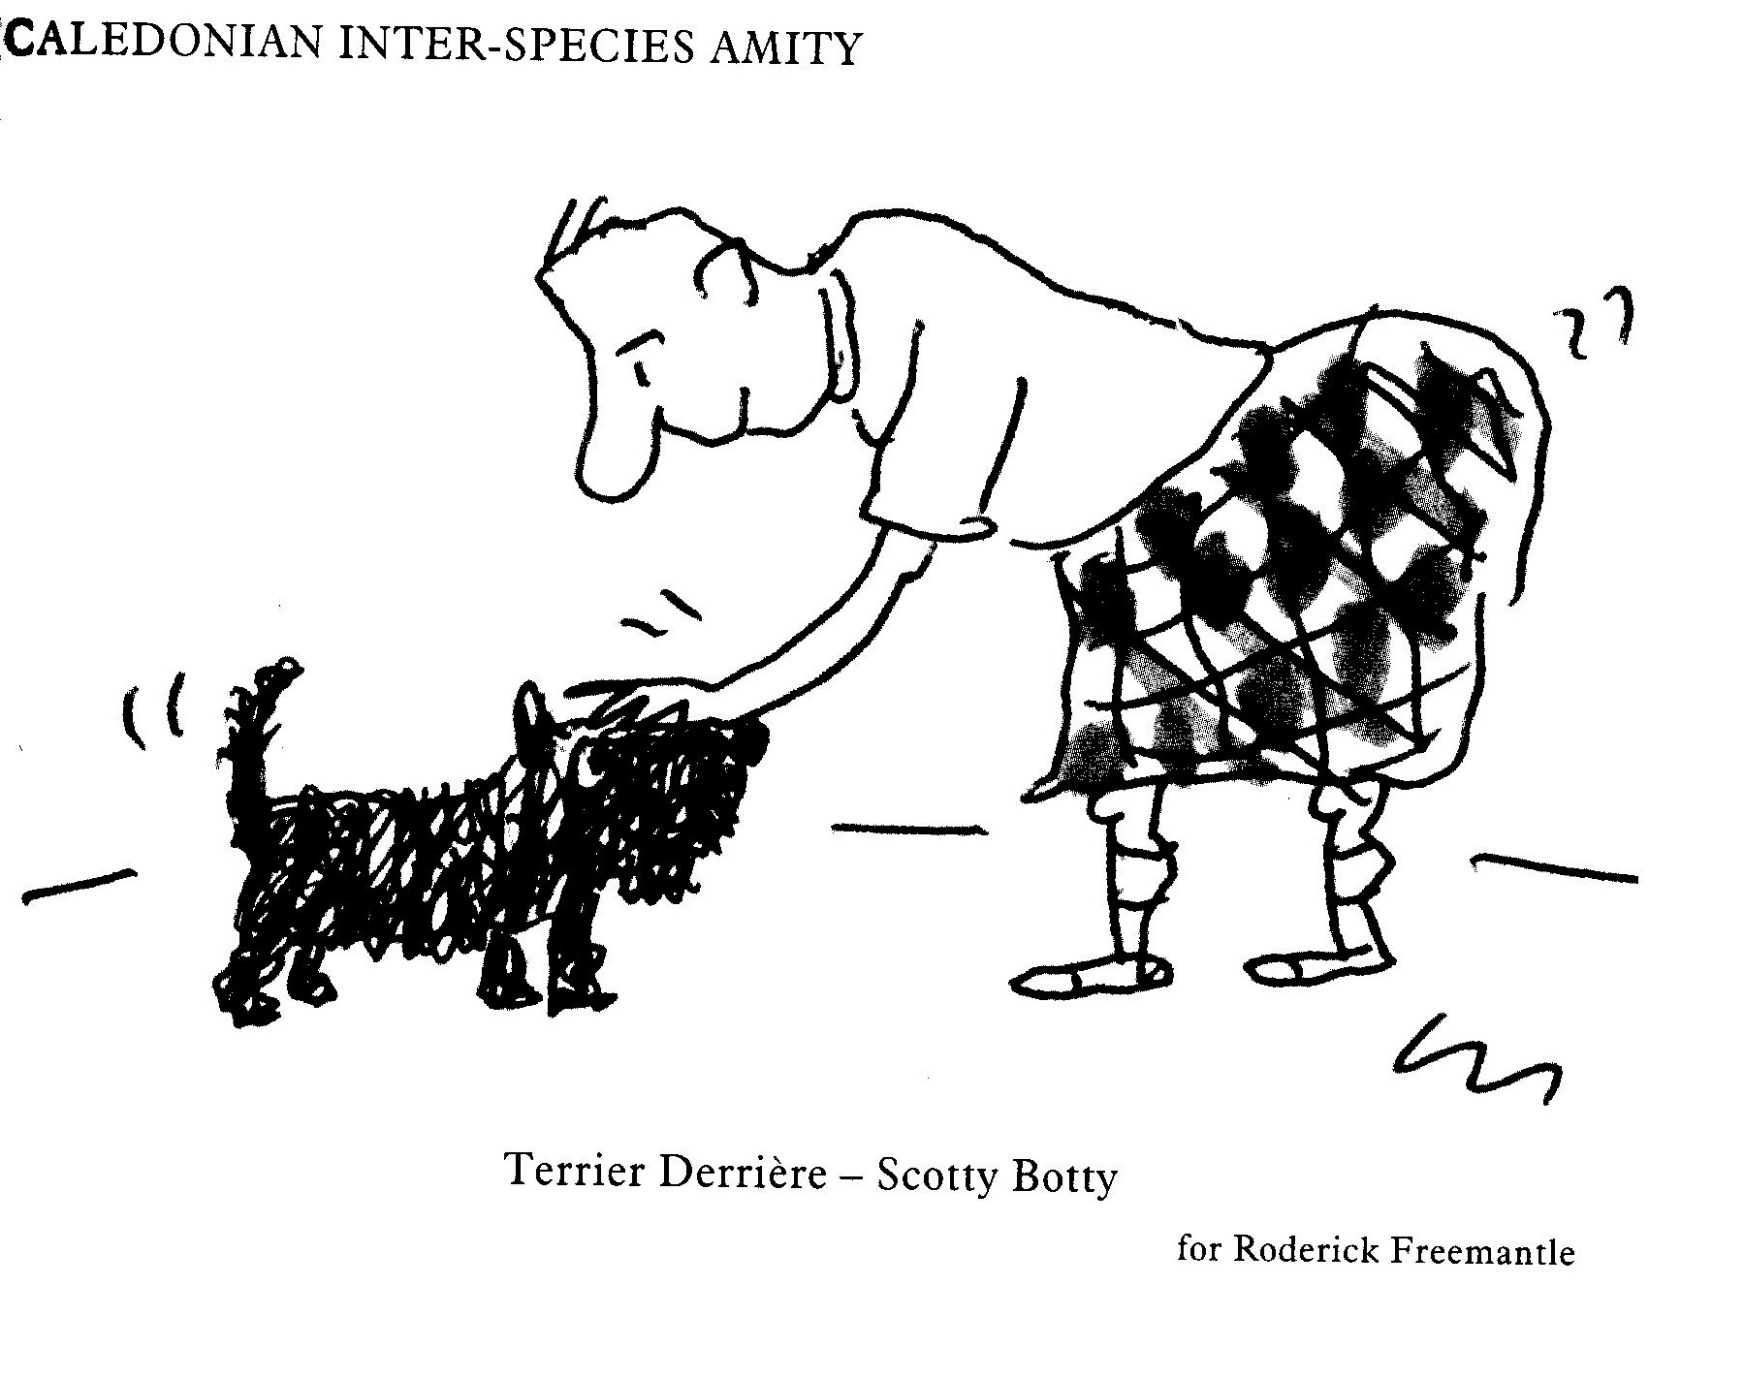 CALEDONIAN INTER-SPECIES AMITY
Terrier Derrière – Scotty Botty
for Roderick Freemantle